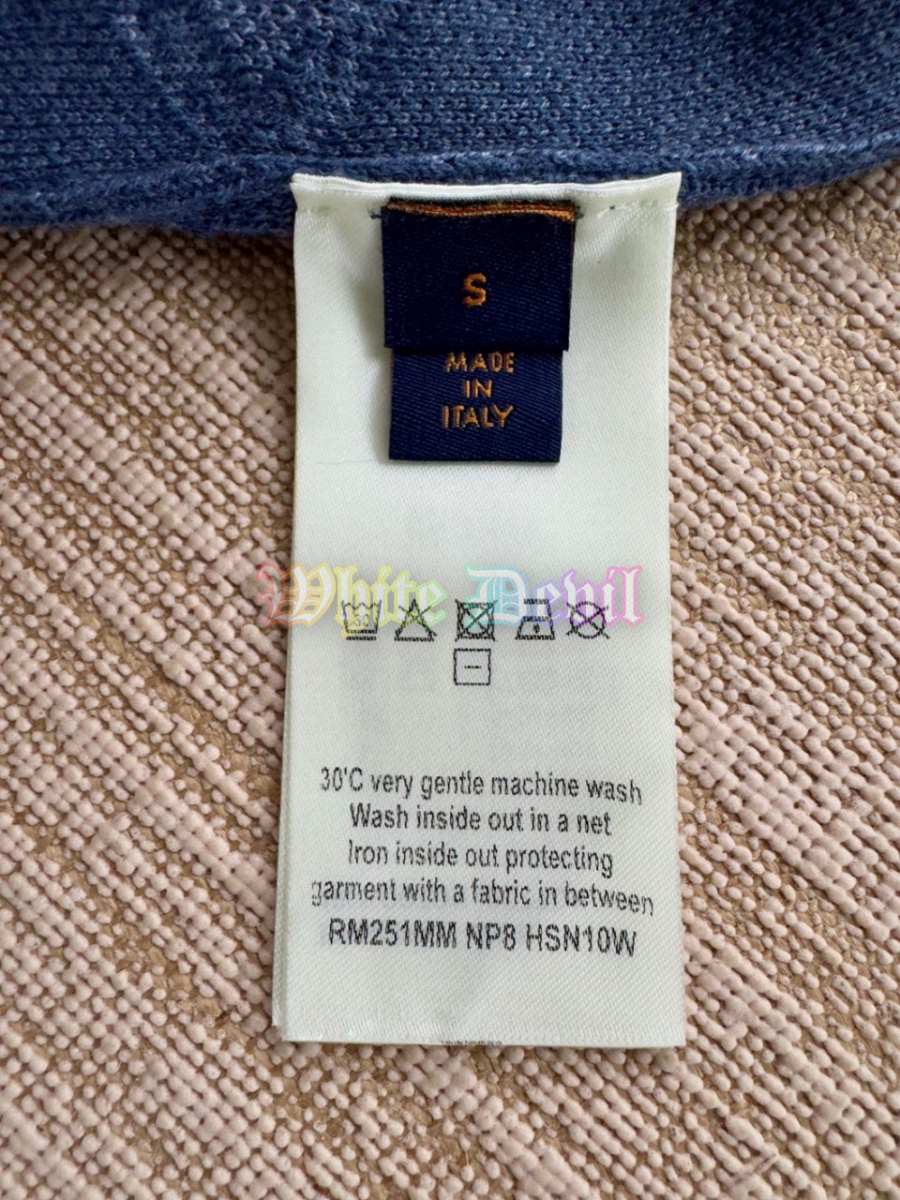 S
MADE
IN
ITALY
White Devil
30
30'C very gentle machine wash
Wash inside out in a net
Iron inside out protecting
garment with a fabric in between
RM251MM NP8 HSN10W